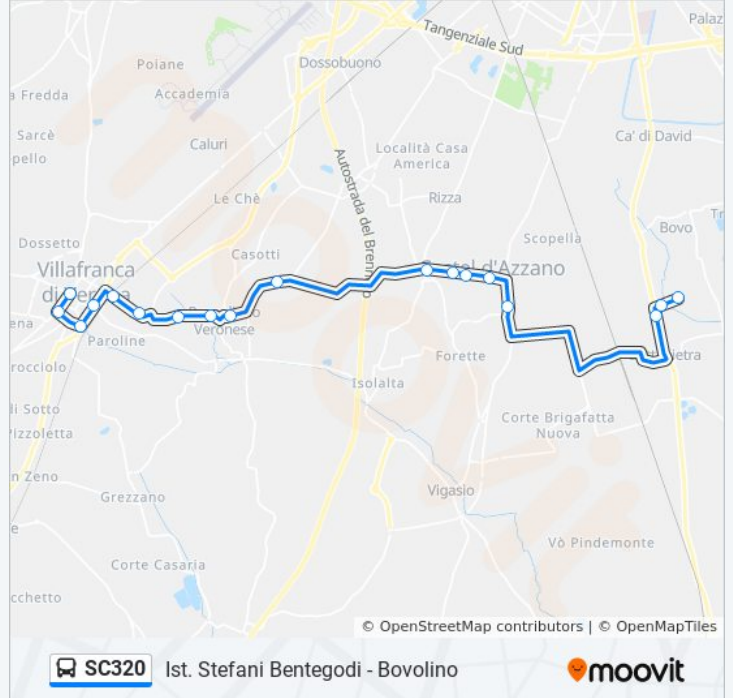 Palaz
Tangenziale Sud
Poiane
Dossobuono
a Fredda
Accademia
Sarcè
pello
Caluri
Località Casa
America
Ca' di David
Autostrada del Brennero
Le Chè
Rizza
Bovo
Tr
Dossetto
Casotti
Scopella
Villafranca
di Verona
Castel d'Azzano
ena
Veronese
Paroline
Forette
rocciolo
Isolalta
li Sotto
Pizzoletta
Corte Brigafatta
Nuova
n Zeno
Grezzano
Vigasio
e
Vò Pindemonte
Corte Casaria
cchetto
© OpenStreetMap contributors | © OpenMapTiles
SC320 Ist. Stefani Bentegodi - Bovolino
moovit